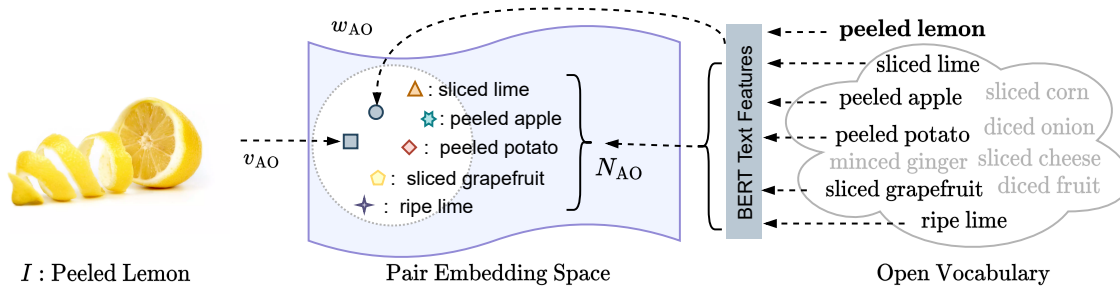 w_AO
peeled lemon
sliced lime
sliced corn
peeled apple
diced onion
peeled potato
minced ginger
sliced cheese
sliced grapefruit
diced fruit
ripe lime
BERT Text Features
: sliced lime
: peeled apple
: peeled potato
: sliced grapefruit
: ripe lime
v_AO
N_AO
I : Peeled Lemon
Pair Embedding Space
Open Vocabulary